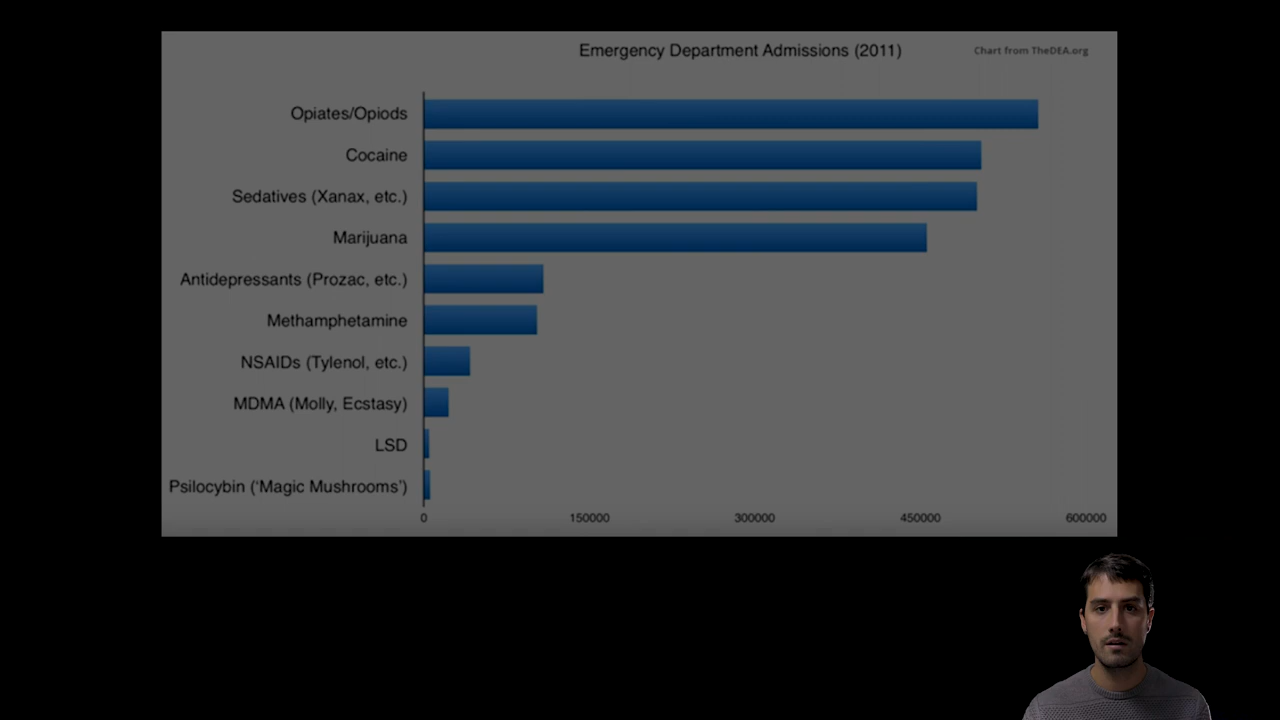 Emergency Department Admissions (2011)
Chart from TheDEA.org
Opiates/Opiods
Cocaine
Sedatives (Xanax, etc.)
Marijuana
Antidepressants (Prozac, etc.)
Methamphetamine
NSAIDs (Tylenol, etc.)
MDMA (Molly, Ecstasy)
LSD
Psilocybin (‘Magic Mushrooms’)
0 150000 300000 450000 600000